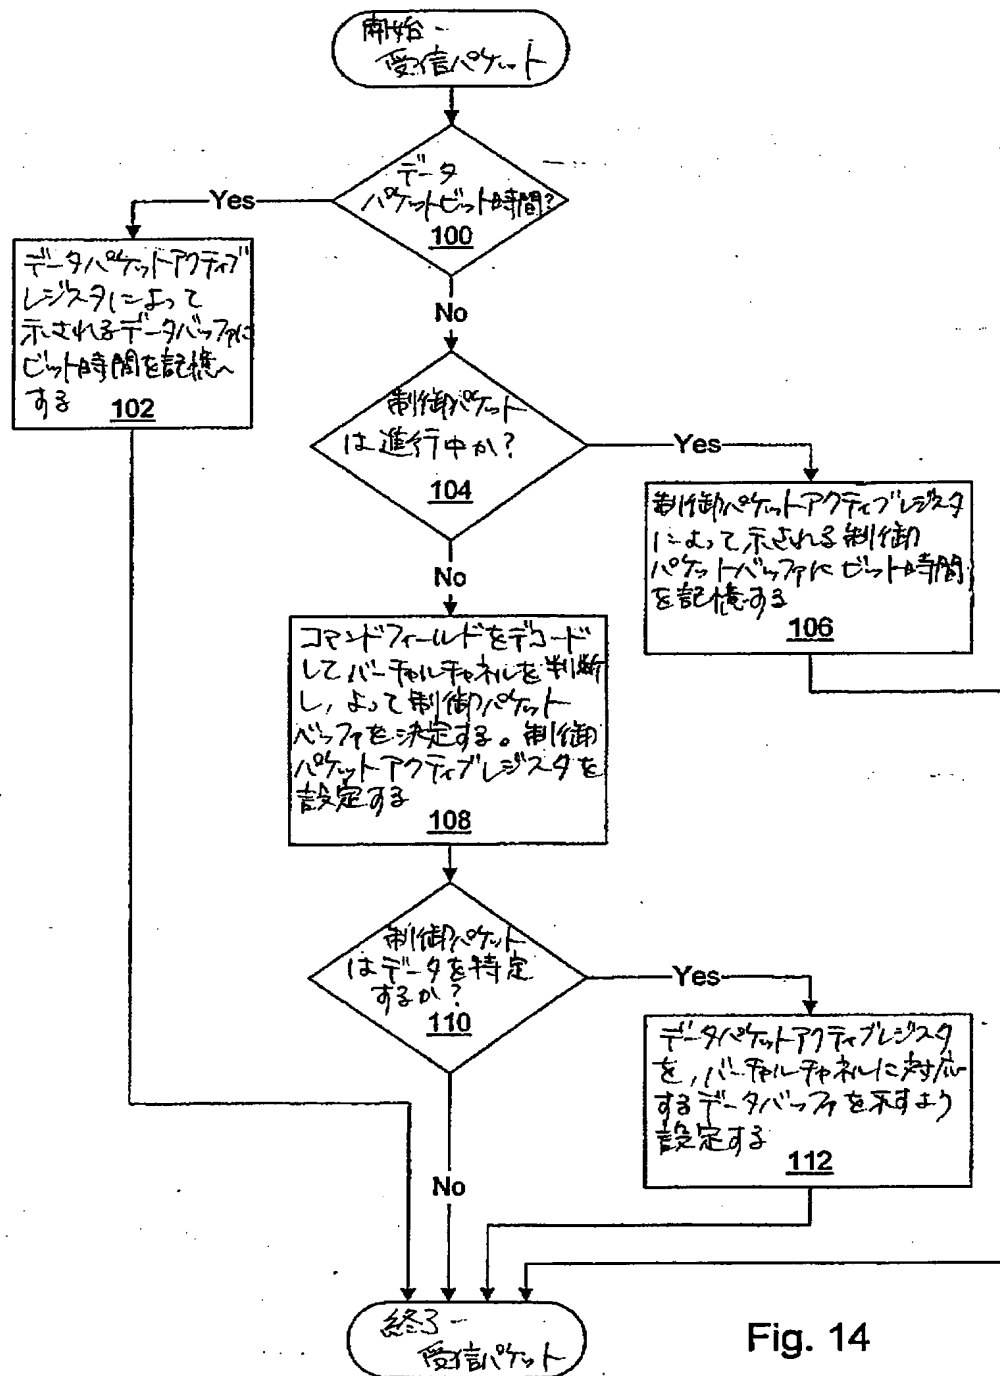 開始 -
受信パケット
データ
パケットビット時間?
100
Yes
No
データパケットアクティブ
レジスタによって
示されるデータバッファに
ビット時間を記憶へ
する
102
制御パケット
は進行中か?
104
Yes
No
制御パケットアクティブレジスタ
によって示される制御
パケットバッファに ビット時間
を記憶する
106
コマンドフィールドをデコード
してバーチャルチャネルを判断
し,よって制御パケット
バッファを決定する。制御
パケットアクティブレジスタを
設定する
108
制御パケット
はデータを特定
するか?
110
Yes
No
データパケットアクティブレジスタ
を,バーチャルチャネルに対応
するデータバッファを示すよう
設定する
112
終了 -
受信パケット
Fig. 14